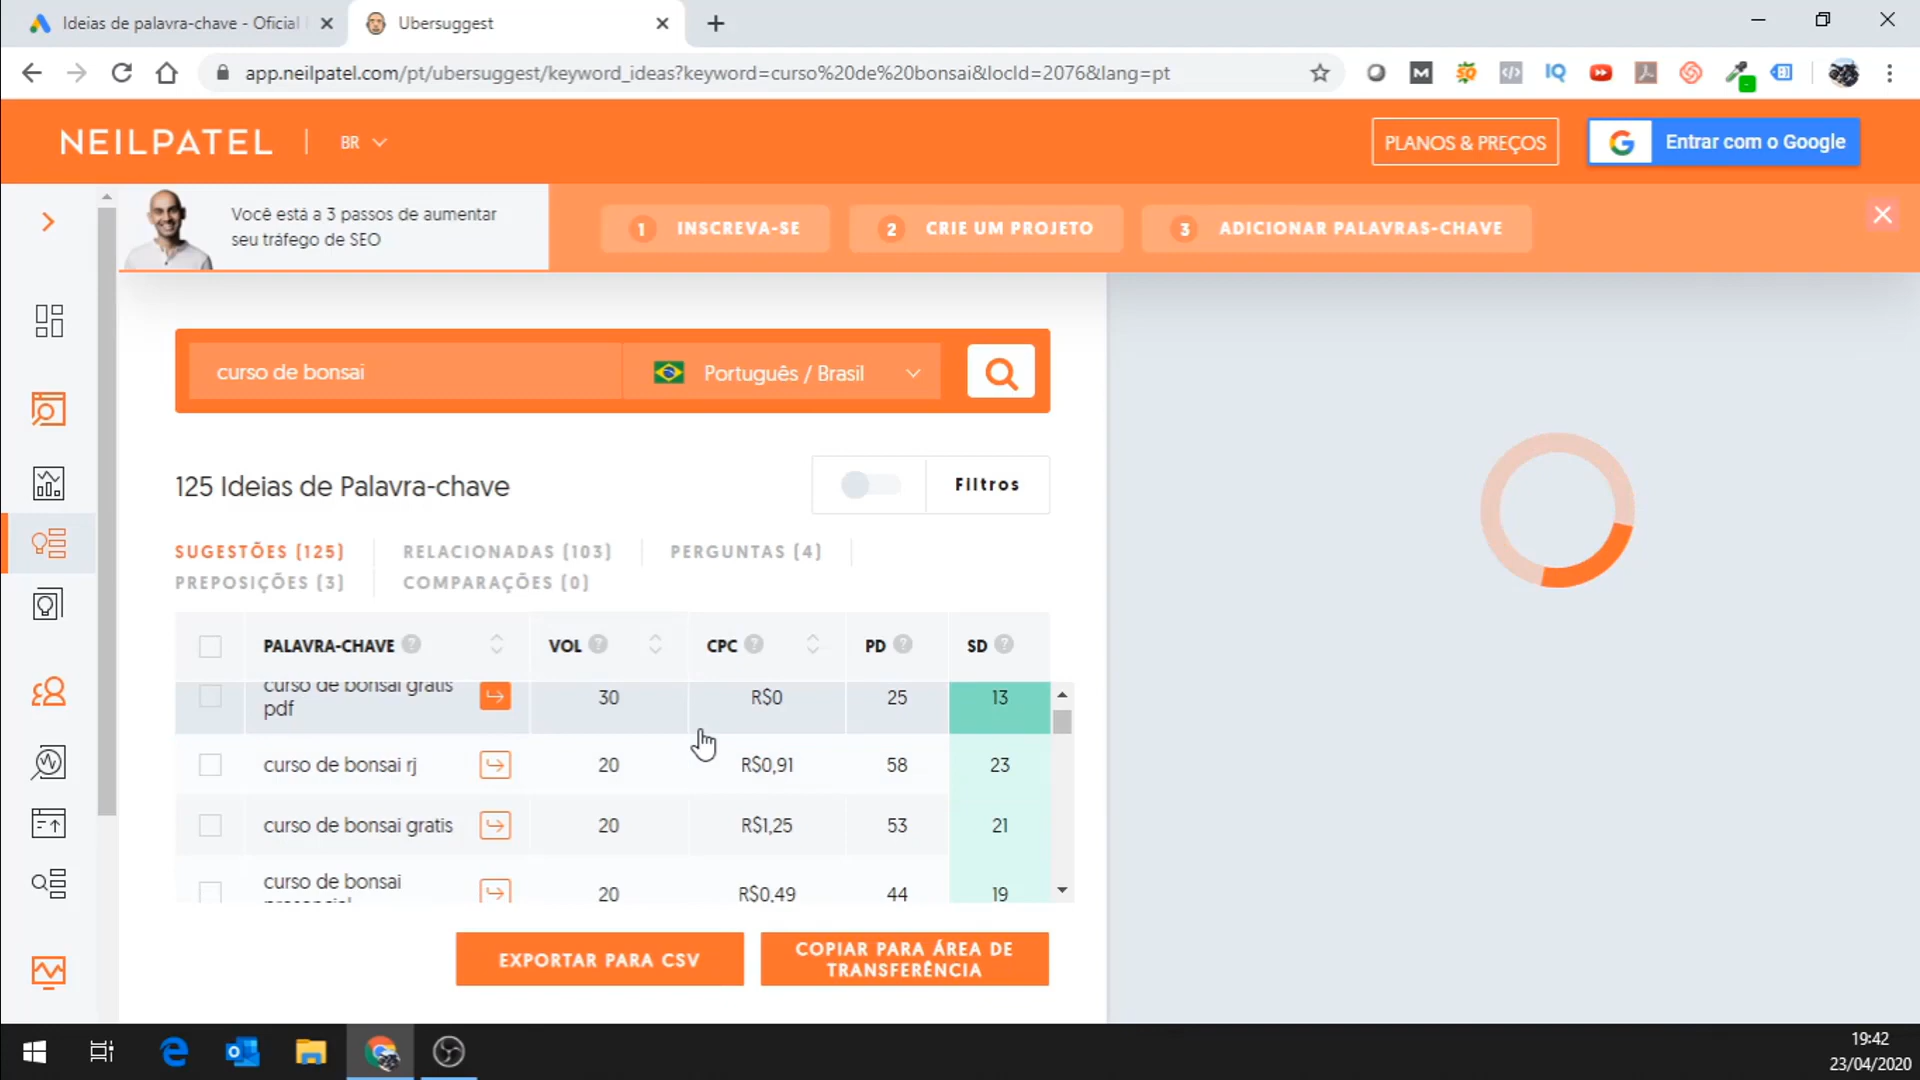 Ideias de palavra-chave - Oficial
Ubersuggest
app.neilpatel.com/pt/ubersuggest/keyword_ideas?keyword=curso%20de%20bonsai&locId=2076&lang=pt
NEILPATEL
BR
PLANOS & PREÇOS
Entrar com o Google
Você está a 3 passos de aumentar
seu tráfego de SEO
1 INSCREVA-SE
2 CRIE UM PROJETO
3 ADICIONAR PALAVRAS-CHAVE
curso de bonsai
Português / Brasil
125 Ideias de Palavra-chave
Filtros
SUGESTÕES (125)
RELACIONADAS (103)
PERGUNTAS (4)
PREPOSIÇÕES (3)
COMPARAÇÕES (0)
PALAVRA-CHAVE ? VOL ? CPC ? PD ? SD ?
curso de bonsai gratis
pdf
30 R$0 25 13
curso de bonsai rj 20 R$0,91 58 23
curso de bonsai gratis 20 R$1,25 53 21
curso de bonsai
presencial
20 R$0,49 44 19
EXPORTAR PARA CSV
COPIAR PARA ÁREA DE
TRANSFERÊNCIA
19:42
23/04/2020